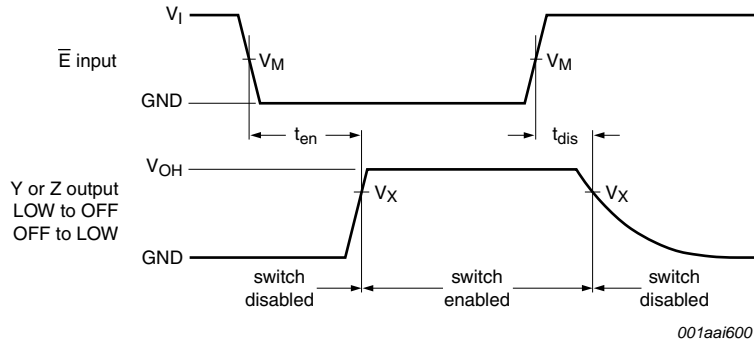 V_I
E̅ input
V_M
V_M
GND
t_en
t_dis
V_OH
Y or Z output
LOW to OFF
OFF to LOW
V_X
V_X
GND
switch
disabled
switch
enabled
switch
disabled
001aai600